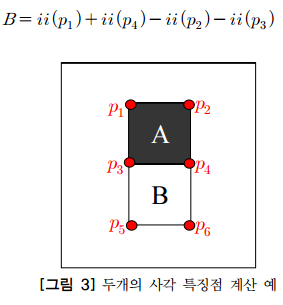 B = ii(p₁) + ii(p₄) − ii(p₂) − ii(p₃)
p₁ p₂
A
p₃ p₄
B
p₅ p₆
[그림 3] 두개의 사각 특징점 계산 예